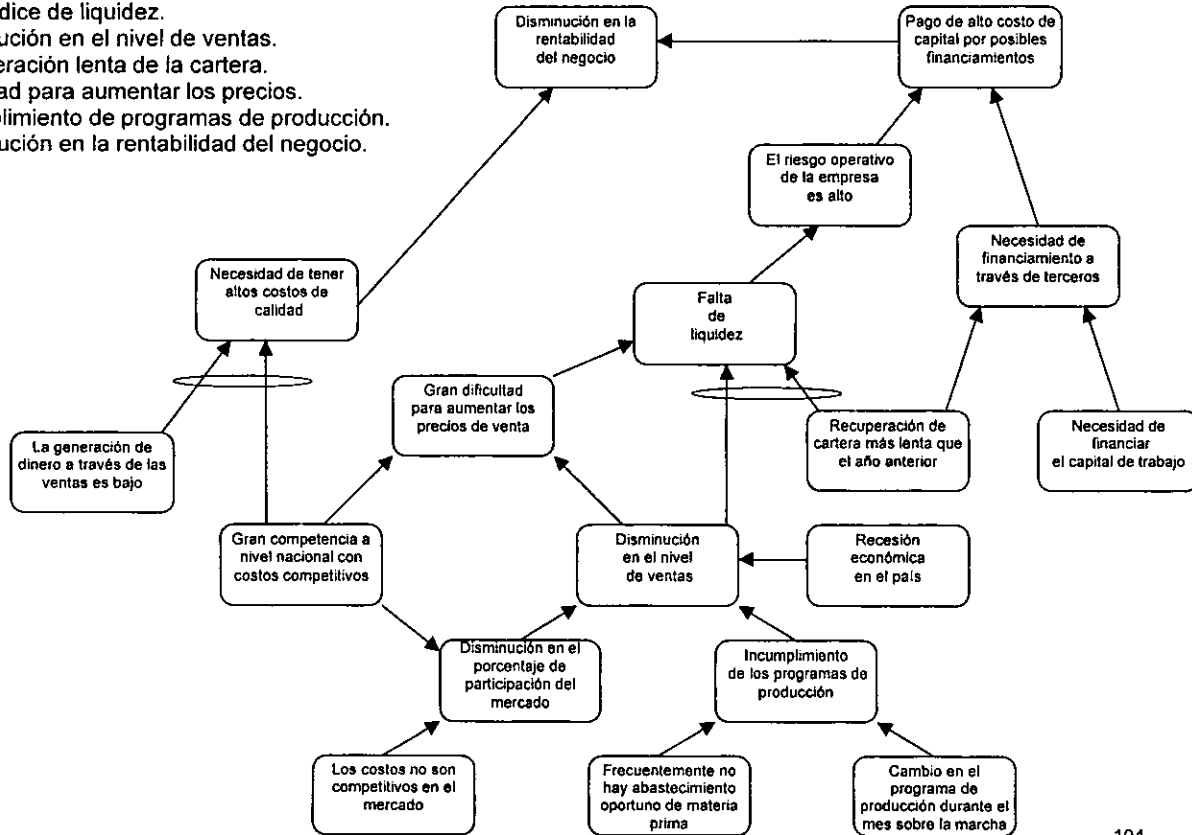 dice de liquidez.
ución en el nivel de ventas.
eración lenta de la cartera.
ad para aumentar los precios.
plimiento de programas de producción.
ución en la rentabilidad del negocio.
Disminución en la
rentabilidad
del negocio
Pago de alto costo de
capital por posibles
financiamientos
El riesgo operativo
de la empresa
es alto
Necesidad de
financiamiento a
través de terceros
Necesidad de tener
altos costos de
calidad
Falta
de
liquidez
Gran dificultad
para aumentar los
precios de venta
La generación de
dinero a través de las
ventas es bajo
Recuperación de
cartera más lenta que
el año anterior
Necesidad de
financiar
el capital de trabajo
Gran competencia a
nivel nacional con
costos competitivos
Disminución
en el nivel
de ventas
Recesión
económica
en el país
Disminución en el
porcentaje de
participación del
mercado
Incumplimiento
de los programas de
producción
Los costos no son
competitivos en el
mercado
Frecuentemente no
hay abastecimiento
oportuno de materia
prima
Cambio en el
programa de
producción durante el
mes sobre la marcha